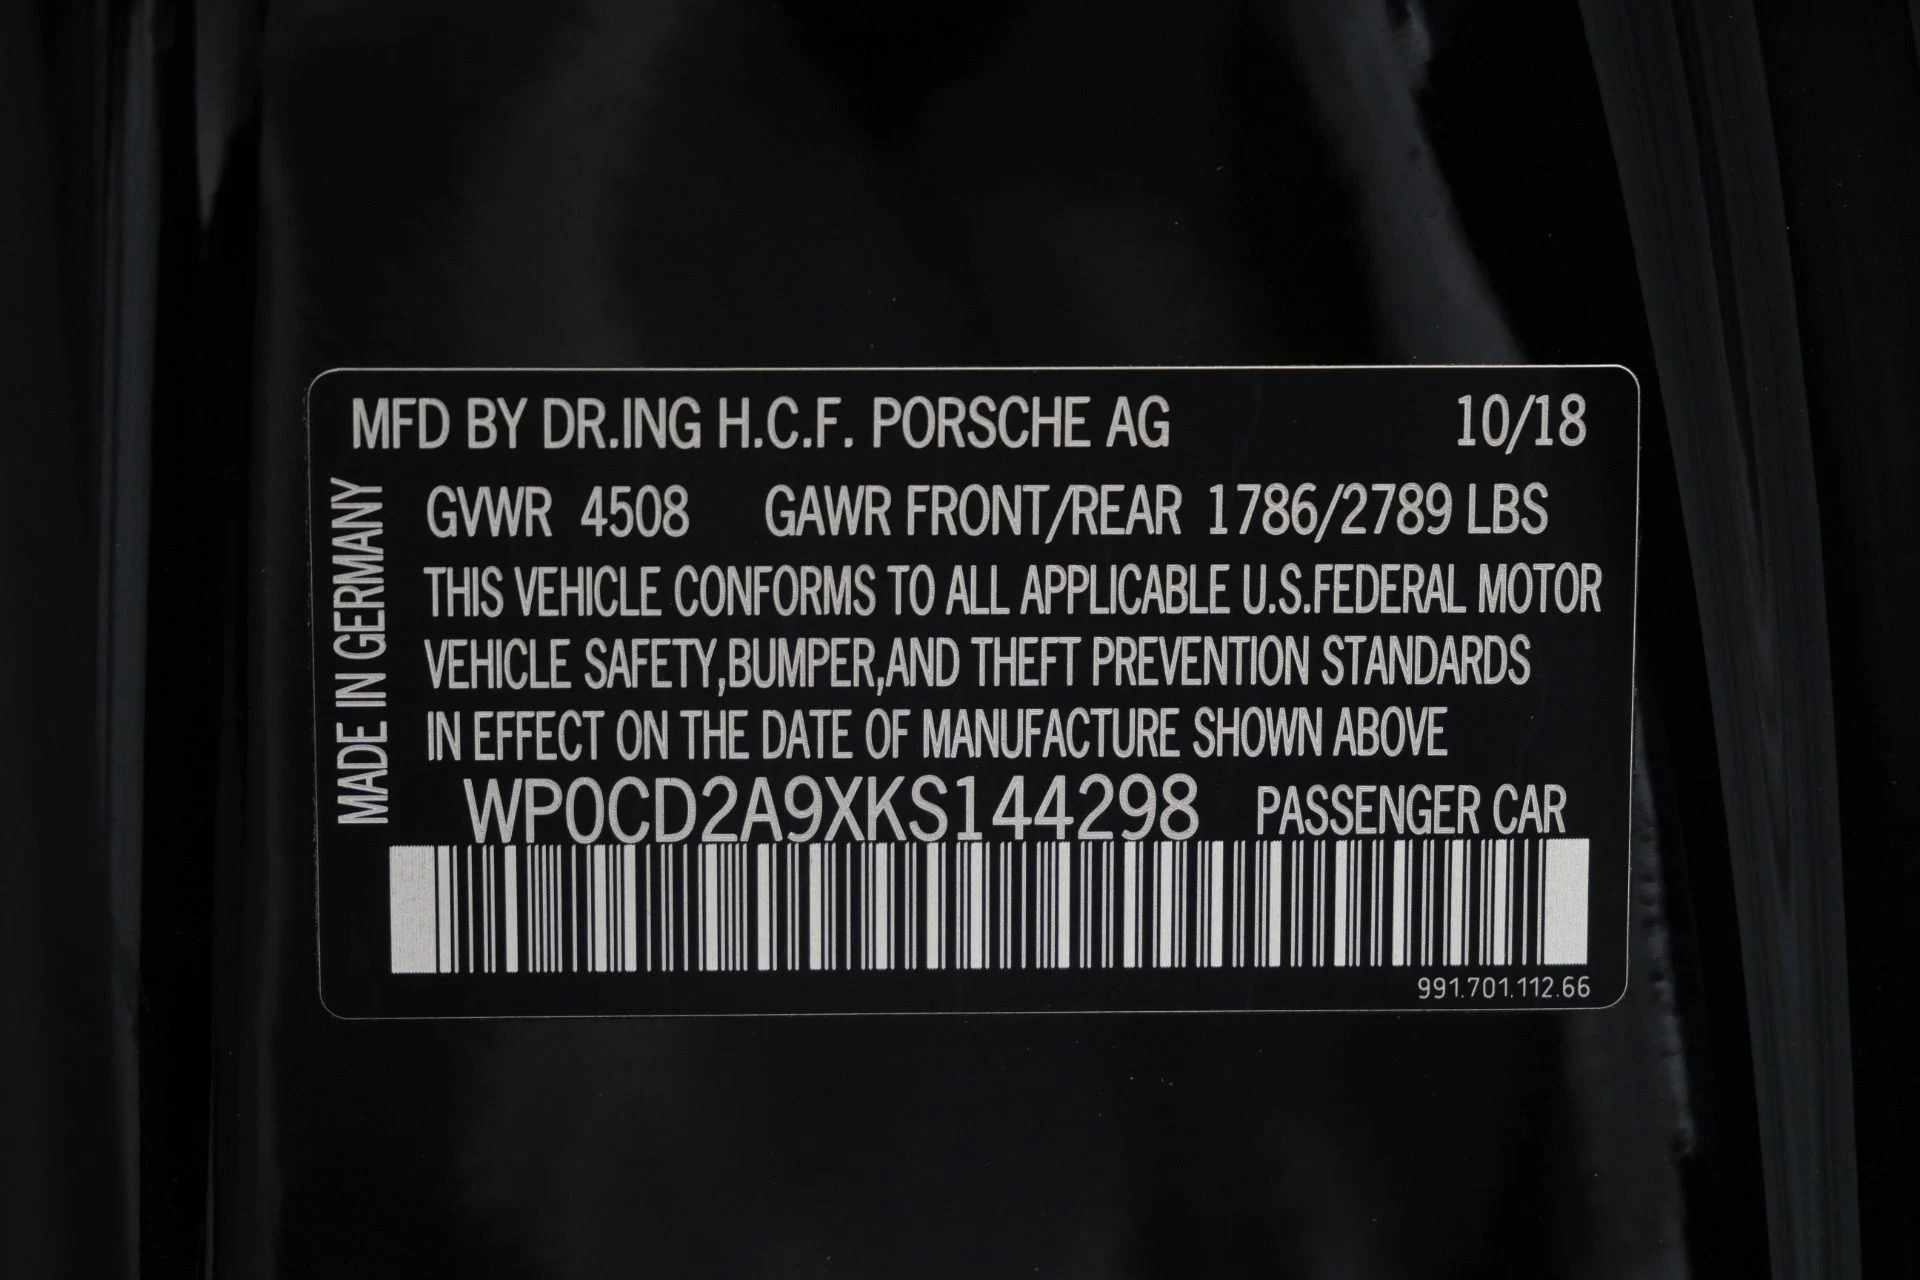 MFD BY DR.ING H.C.F. PORSCHE AG 10/18
MADE IN GERMANY
GVWR 4508 GAWR FRONT/REAR 1786/2789 LBS
THIS VEHICLE CONFORMS TO ALL APPLICABLE U.S.FEDERAL MOTOR
VEHICLE SAFETY,BUMPER,AND THEFT PREVENTION STANDARDS
IN EFFECT ON THE DATE OF MANUFACTURE SHOWN ABOVE
WP0CD2A9XKS144298 PASSENGER CAR
991.701.112.66